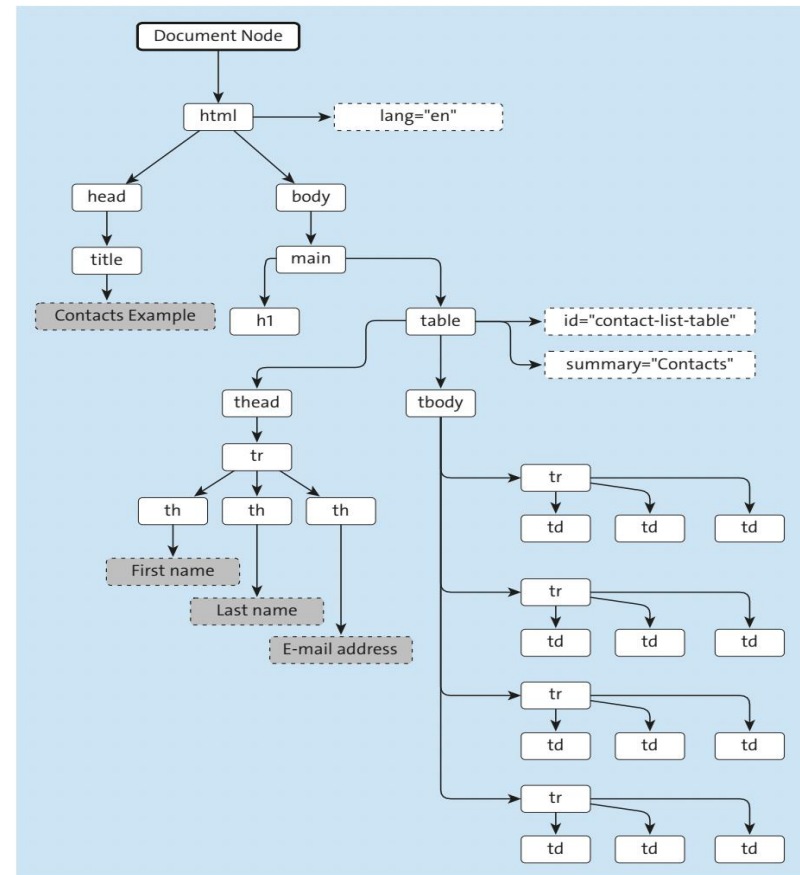 Document Node
html
lang="en"
head
body
title
main
Contacts Example
h1
table
id="contact-list-table"
summary="Contacts"
thead
tbody
tr
tr
th
th
th
td
td
td
First name
Last name
E-mail address
tr
td
td
td
tr
td
td
td
tr
td
td
td